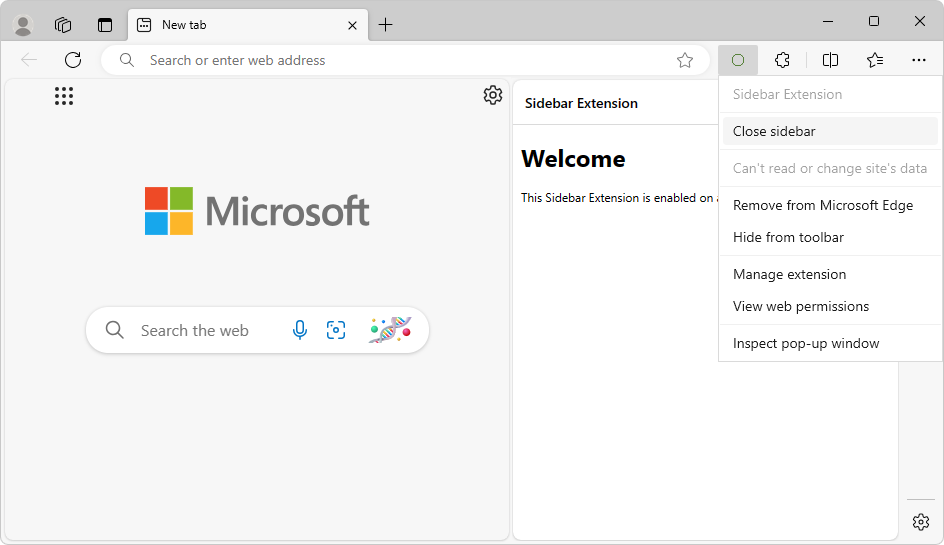 New tab
Search or enter web address
Sidebar Extension
Welcome
This Sidebar Extension is enabled on
Microsoft
Search the web
Sidebar Extension
Close sidebar
Can't read or change site's data
Remove from Microsoft Edge
Hide from toolbar
Manage extension
View web permissions
Inspect pop-up window